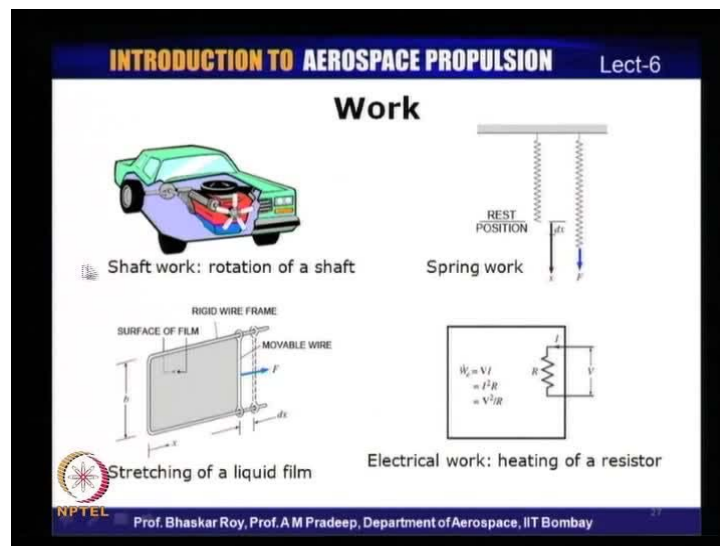 INTRODUCTION TO AEROSPACE PROPULSION Lect-6
Work
REST
POSITION
dx
x
F
Shaft work: rotation of a shaft
Spring work
RIGID WIRE FRAME
SURFACE OF FILM
MOVABLE WIRE
F
b
dx
x
Stretching of a liquid film
I
Ẇe = VI
= I²R
= V²/R
R
V
Electrical work: heating of a resistor
NPTEL
Prof. Bhaskar Roy, Prof. A M Pradeep, Department of Aerospace, IIT Bombay
27